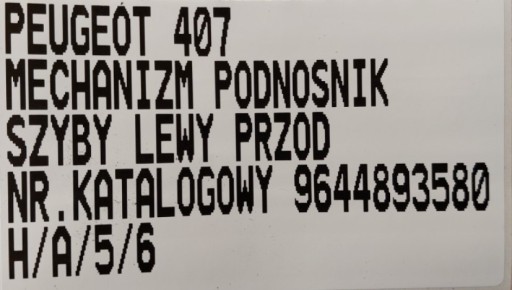 PEUGEOT 407
MECHANIZM PODNOSNIK
SZYBY LEWY PRZOD
NR.KATALOGOWY 9644893580
H/A/5/6